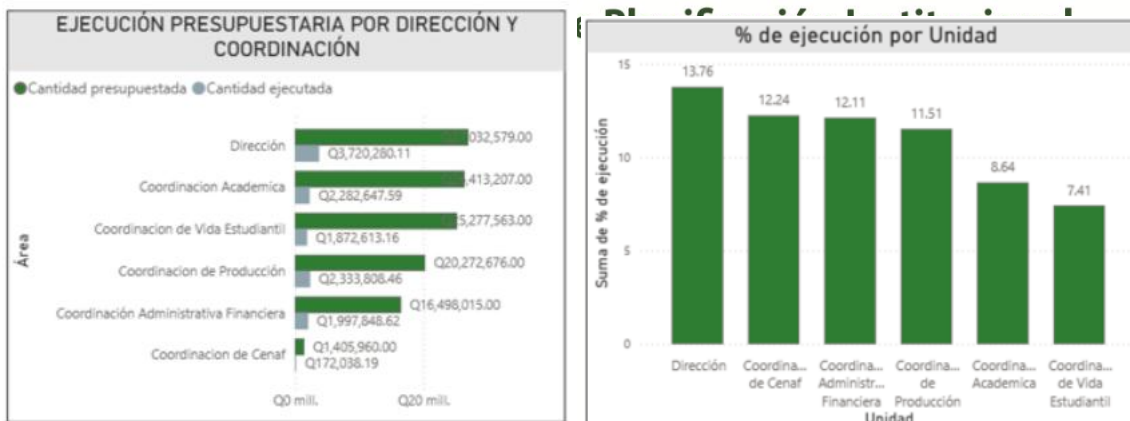 EJECUCIÓN PRESUPUESTARIA POR DIRECCIÓN Y
COORDINACIÓN
Cantidad presupuestada Cantidad ejecutada
Área
Dirección
032,579.00
Q3,720,280.11
Coordinacion Academica
413,207.00
Q2,282,647.59
Coordinacion de Vida Estudiantil
5,277,563.00
Q1,872,613.16
Coordinacion de Producción
Q20,272,676.00
Q2,333,808.46
Coordinación Administrativa Financiera
Q16,498,015.00
Q1,997,848.62
Coordinacion de Cenaf
Q1,405,960.00
Q172,038.19
Q0 mill. Q20 mill.
% de ejecución por Unidad
Suma de % de ejecución
15
10
5
0
13.76
12.24
12.11
11.51
8.64
7.41
Dirección
Coordina...
de Cenaf
Coordina...
Administr...
Financiera
Coordina...
de
Producción
Coordina...
Academica
Coordina...
de Vida
Estudiantil
Unidad